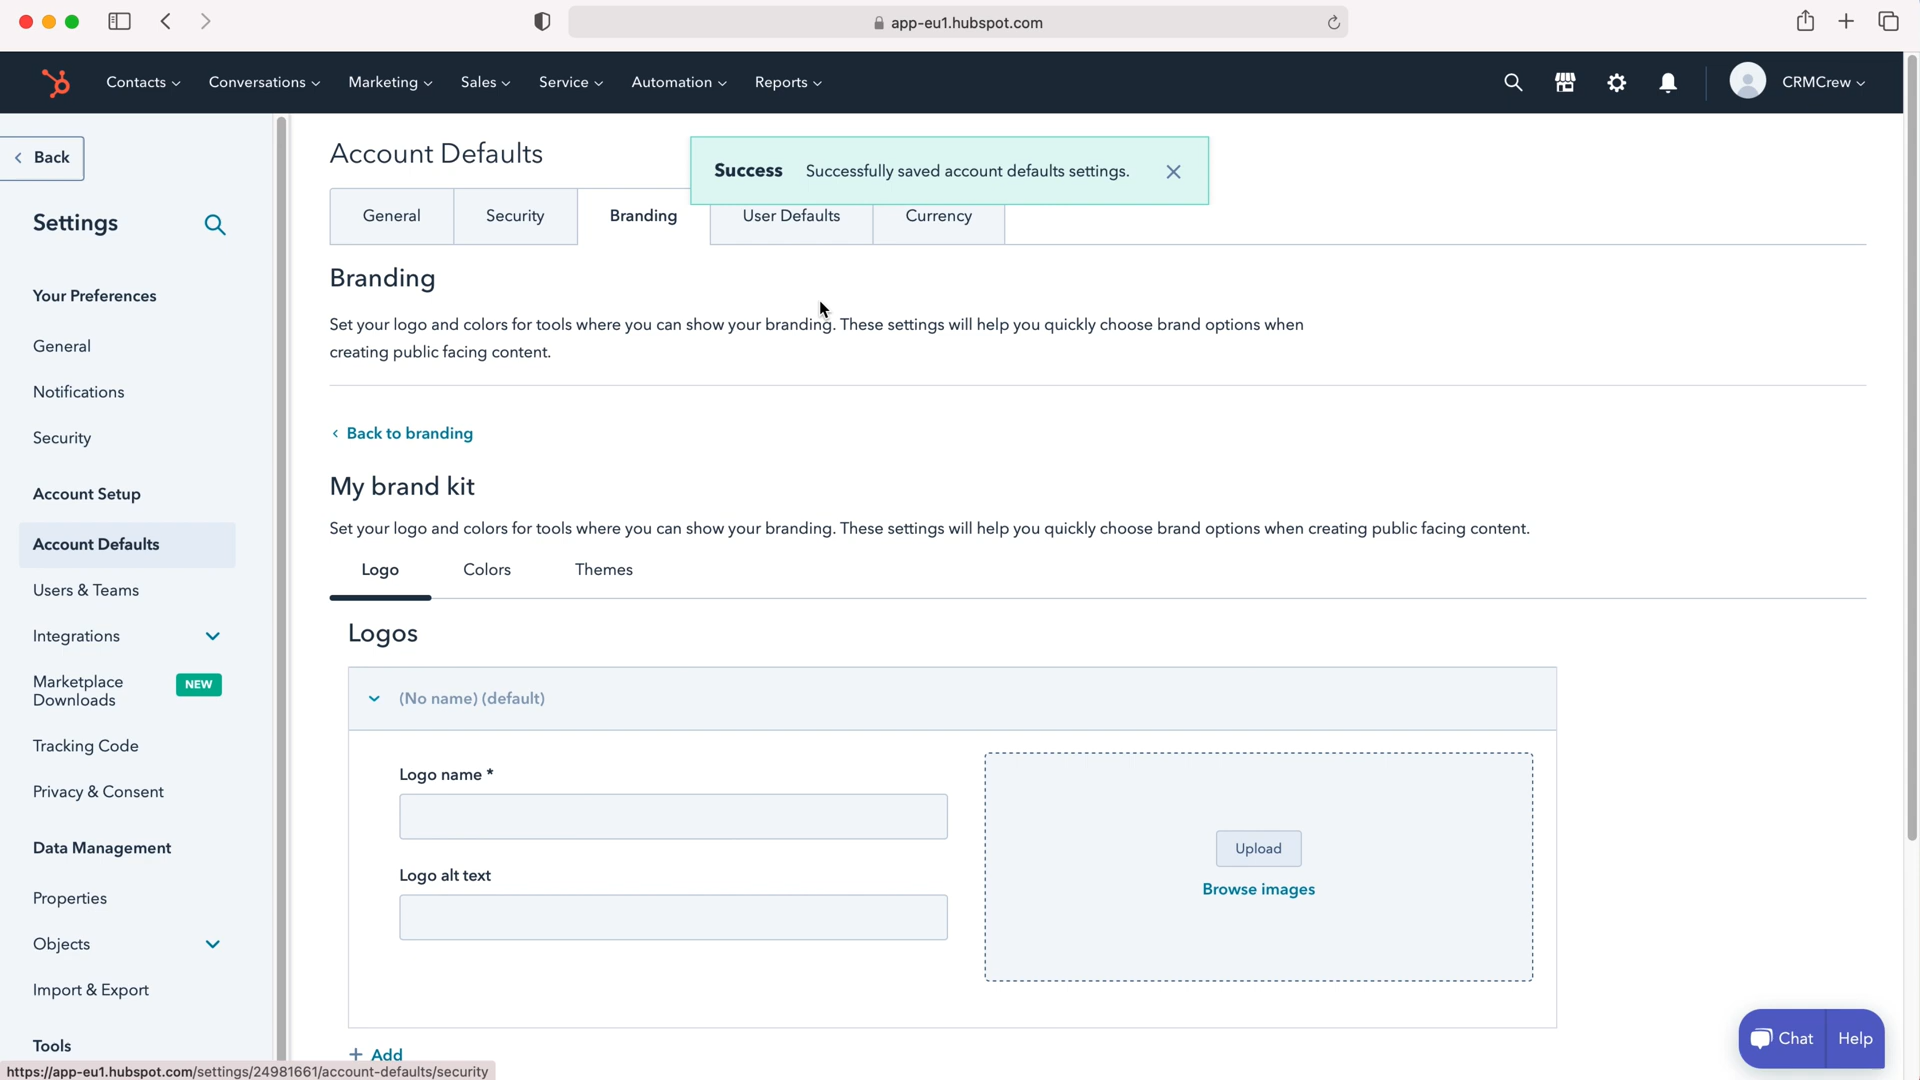 app-eu1.hubspot.com
Contacts Conversations Marketing Sales Service Automation Reports CRMCrew
Back
Account Defaults
Success Successfully saved account defaults settings.
Settings
General Security Branding User Defaults Currency
Branding
Set your logo and colors for tools where you can show your branding. These settings will help you quickly choose brand options when
creating public facing content.
Your Preferences
General
Notifications
Security
Account Setup
Account Defaults
Users & Teams
Integrations
Marketplace
Downloads
NEW
Tracking Code
Privacy & Consent
Data Management
Properties
Objects
Import & Export
Tools
Back to branding
My brand kit
Set your logo and colors for tools where you can show your branding. These settings will help you quickly choose brand options when creating public facing content.
Logo Colors Themes
Logos
(No name) (default)
Logo name *
Logo alt text
Upload
Browse images
+ Add
Chat Help
https://app-eu1.hubspot.com/settings/24981661/account-defaults/security